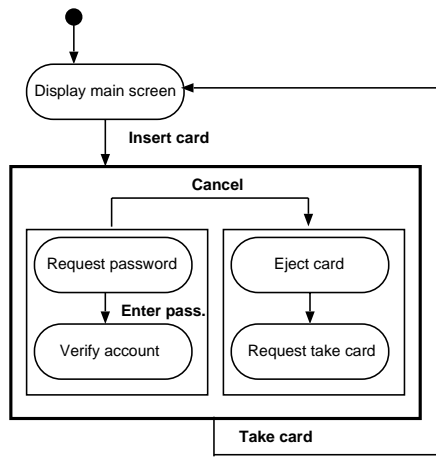 Display main screen
Insert card
Cancel
Request password
Eject card
Enter pass.
Verify account
Request take card
Take card